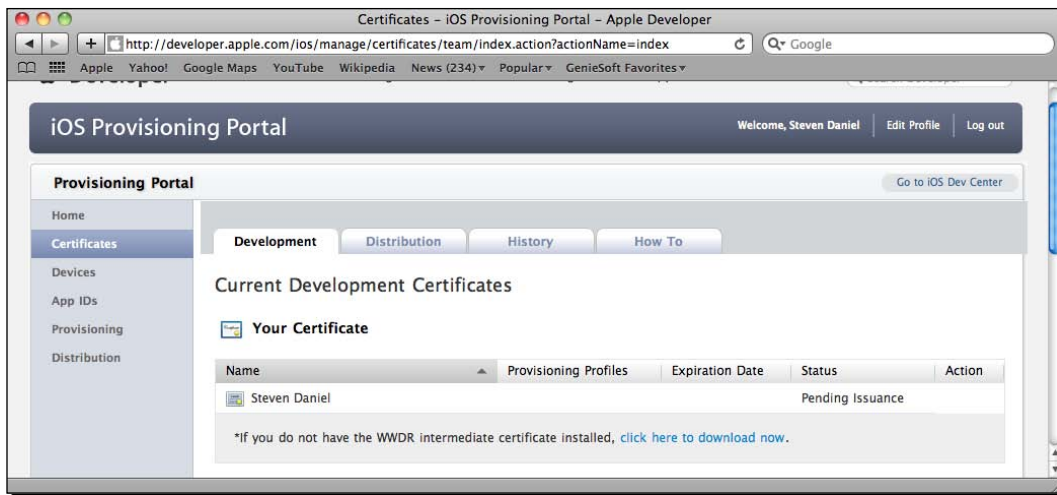 Certificates – iOS Provisioning Portal – Apple Developer
http://developer.apple.com/ios/manage/certificates/team/index.action?actionName=index
Google
Apple Yahoo! Google Maps YouTube Wikipedia News (234) Popular GenieSoft Favorites
iOS Provisioning Portal
Welcome, Steven Daniel Edit Profile Log out
Provisioning Portal
Go to iOS Dev Center
Home
Certificates
Devices
App IDs
Provisioning
Distribution
Development Distribution History How To
Current Development Certificates
Your Certificate
Name Provisioning Profiles Expiration Date Status Action
Steven Daniel Pending Issuance
*If you do not have the WWDR intermediate certificate installed, click here to download now.